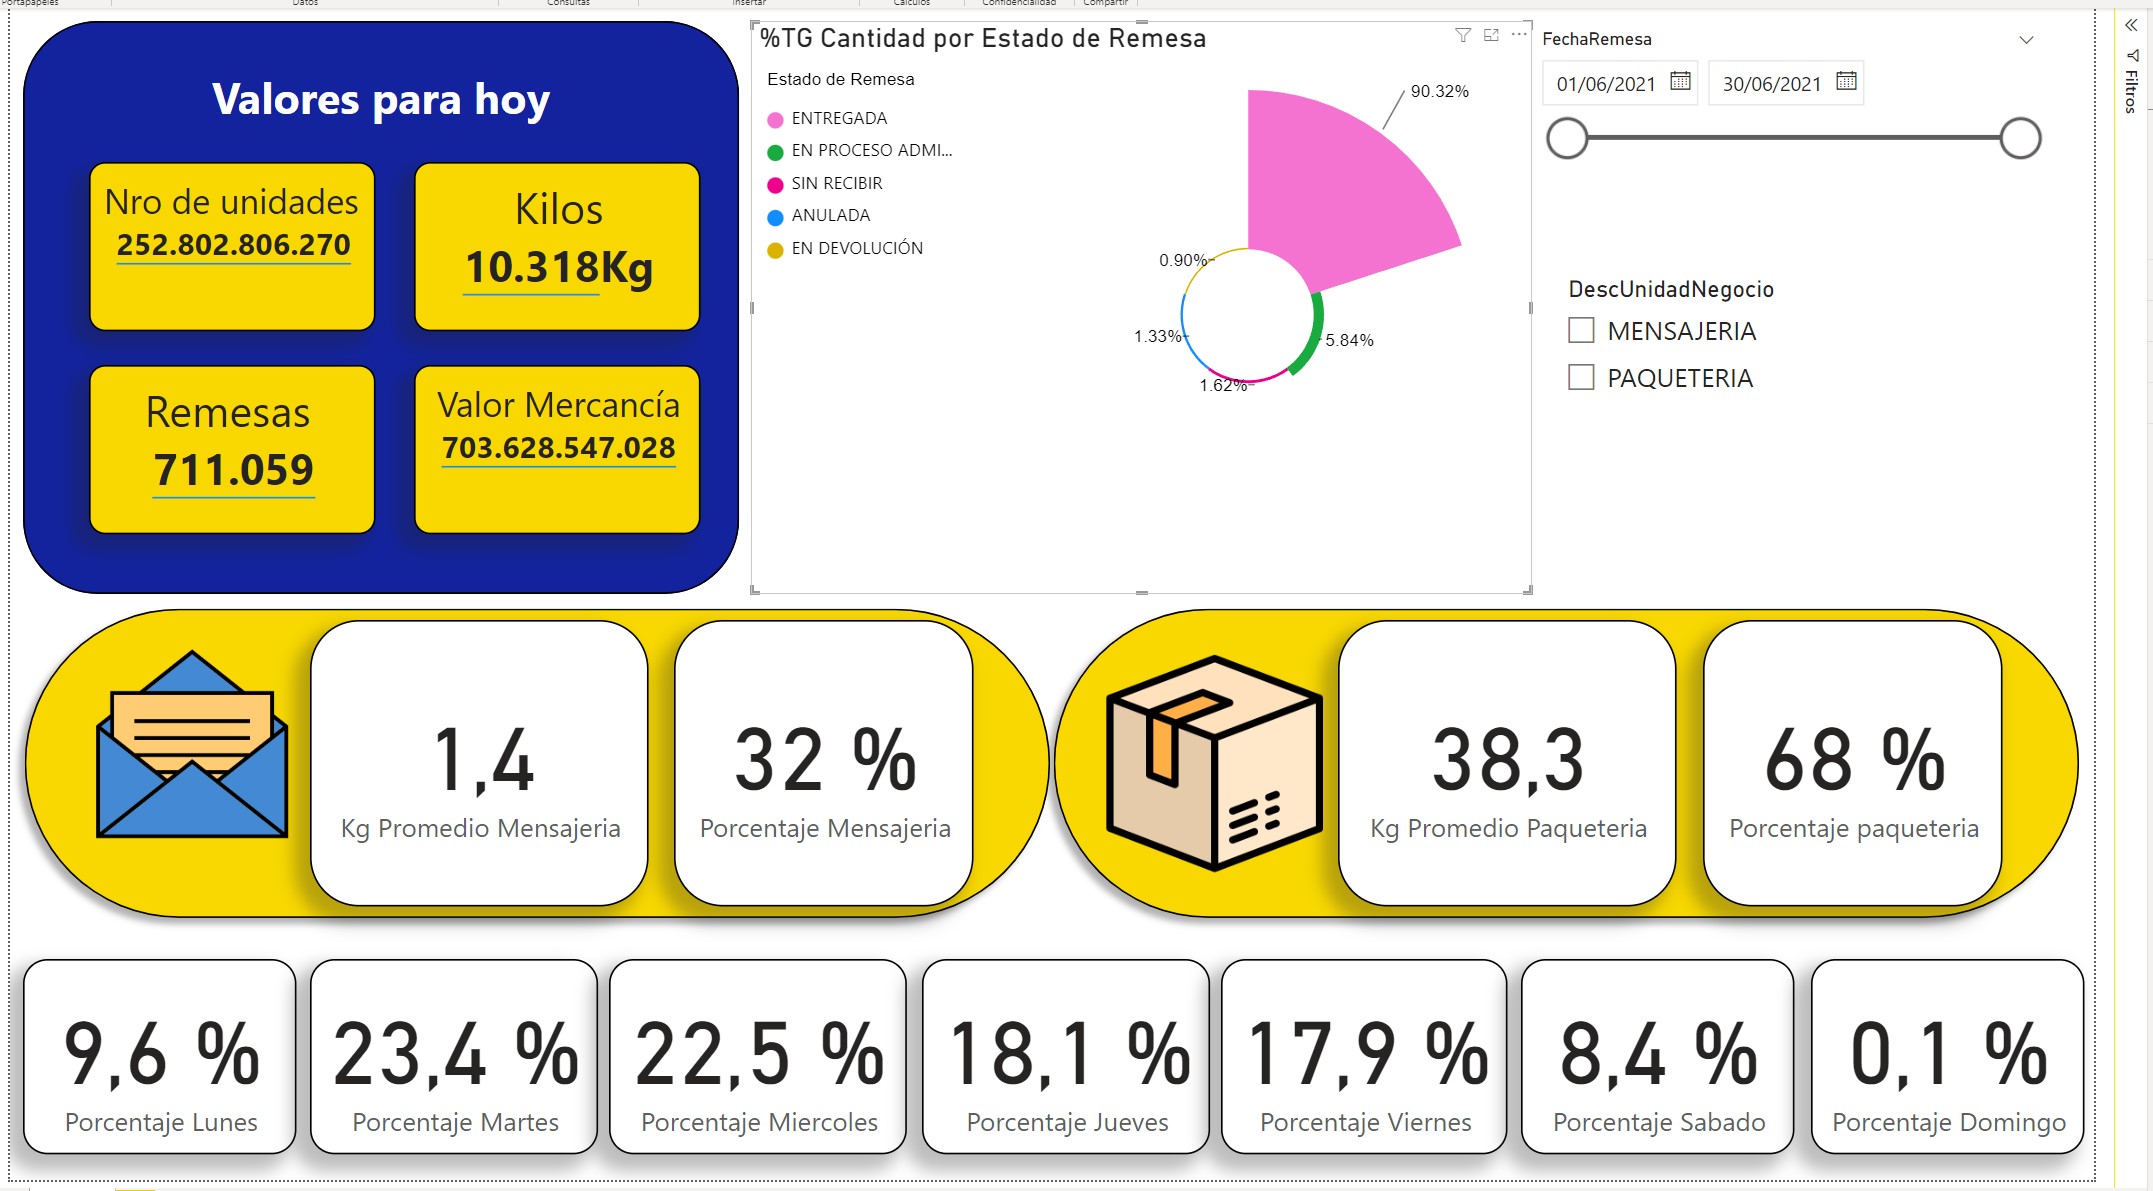 Portapapeles
Datos
Consultas
Insertar
Cálculos
Confidencialidad
Compartir
Valores para hoy
Nro de unidades
252.802.806.270
Kilos
10.318Kg
Remesas
711.059
Valor Mercancía
703.628.547.028
%TG Cantidad por Estado de Remesa
Estado de Remesa
ENTREGADA
EN PROCESO ADMI...
SIN RECIBIR
ANULADA
EN DEVOLUCIÓN
90.32%
0.90%
1.33%
5.84%
1.62%
FechaRemesa
01/06/2021
30/06/2021
DescUnidadNegocio
MENSAJERIA
PAQUETERIA
Filtros
1,4
Kg Promedio Mensajeria
32 %
Porcentaje Mensajeria
38,3
Kg Promedio Paqueteria
68 %
Porcentaje paqueteria
9,6 %
Porcentaje Lunes
23,4 %
Porcentaje Martes
22,5 %
Porcentaje Miercoles
18,1 %
Porcentaje Jueves
17,9 %
Porcentaje Viernes
8,4 %
Porcentaje Sabado
0,1 %
Porcentaje Domingo